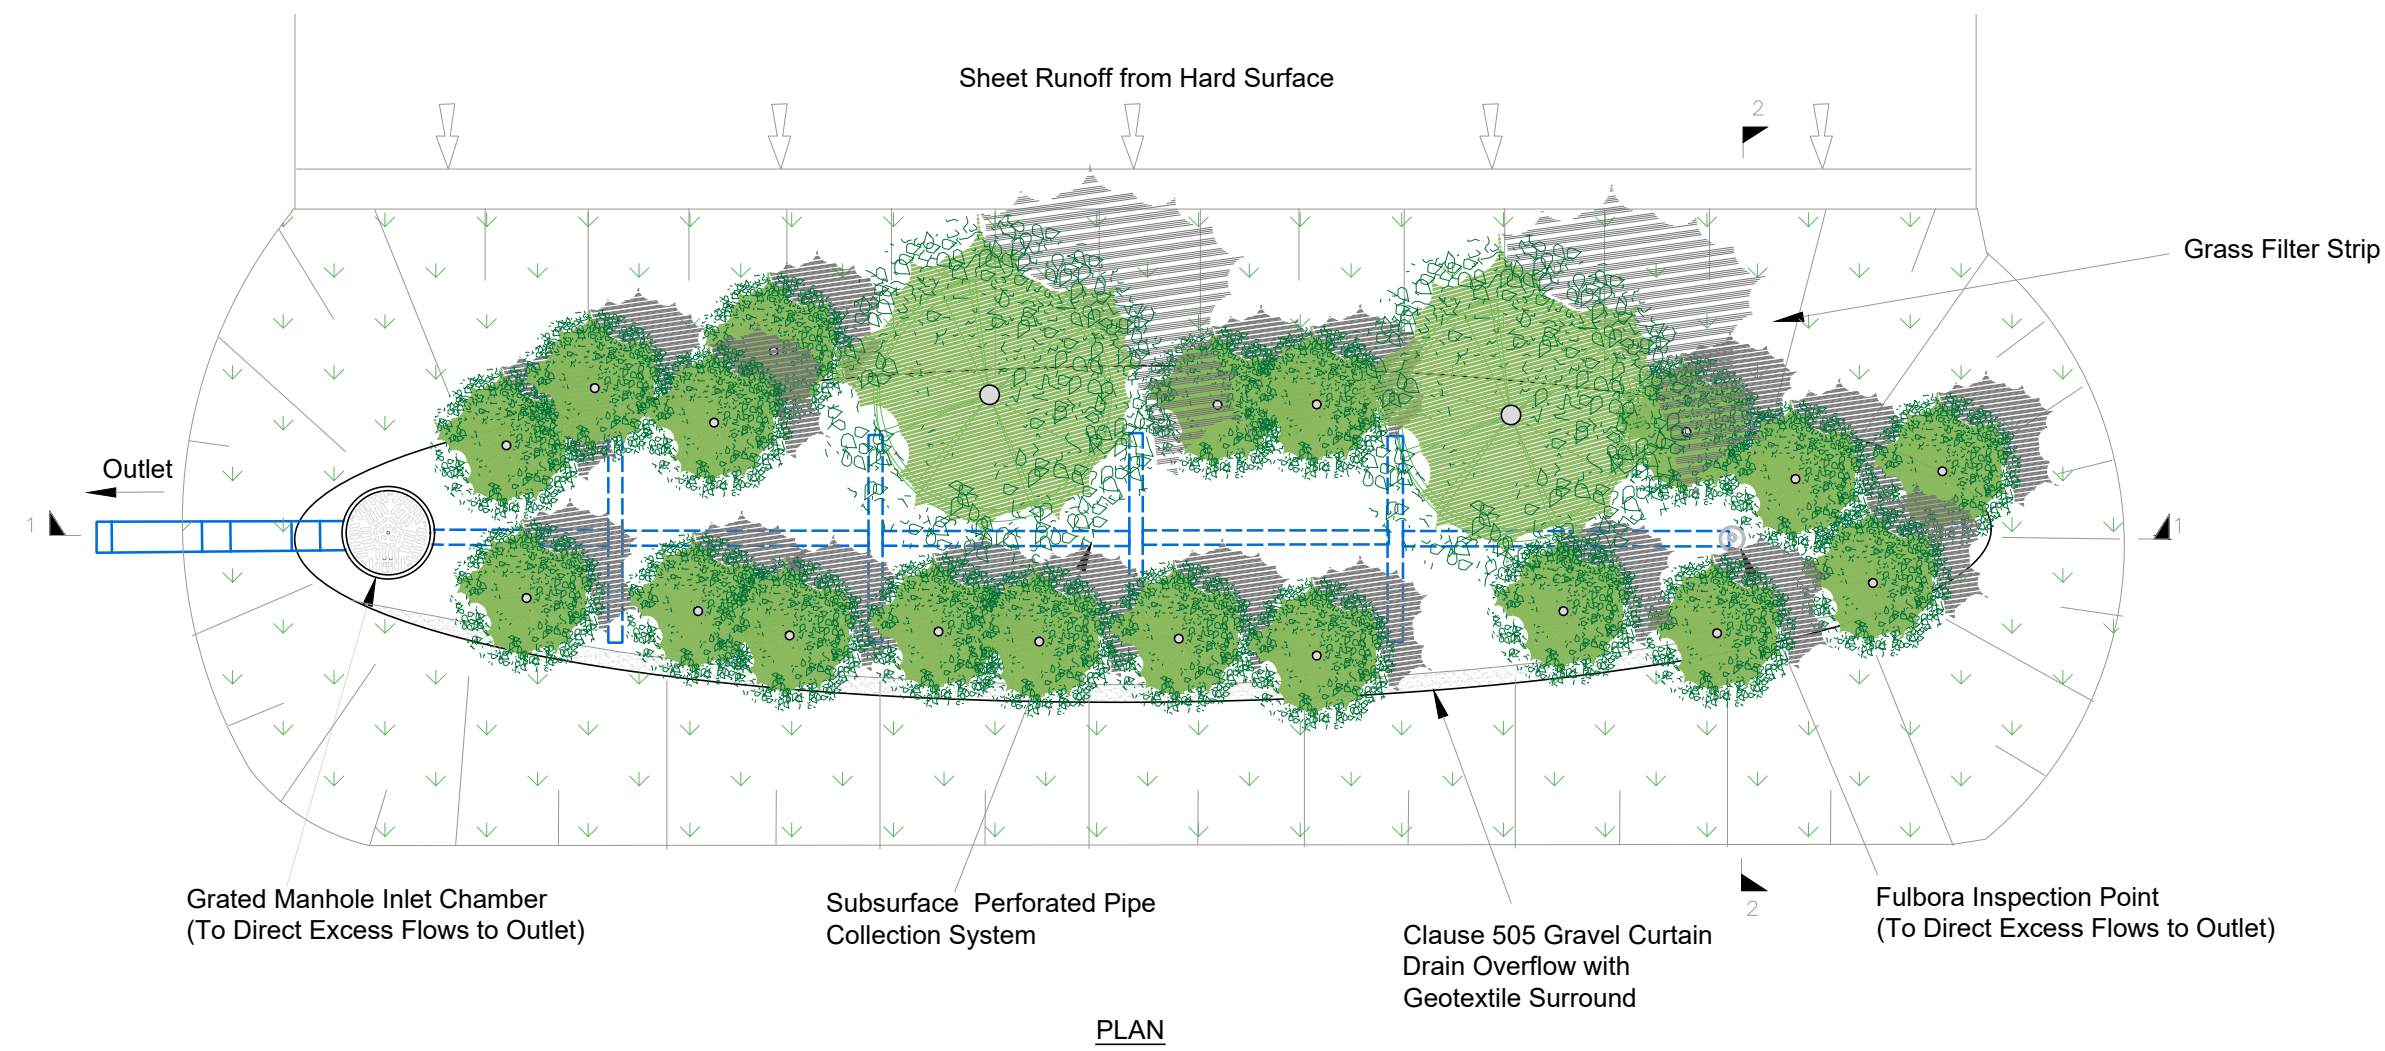 Sheet Runoff from Hard Surface
2
Grass Filter Strip
Outlet
1
1
Grated Manhole Inlet Chamber
(To Direct Excess Flows to Outlet)
Subsurface  Perforated Pipe
Collection System
Clause 505 Gravel Curtain
Drain Overflow with
Geotextile Surround
2
Fulbora Inspection Point
(To Direct Excess Flows to Outlet)
PLAN